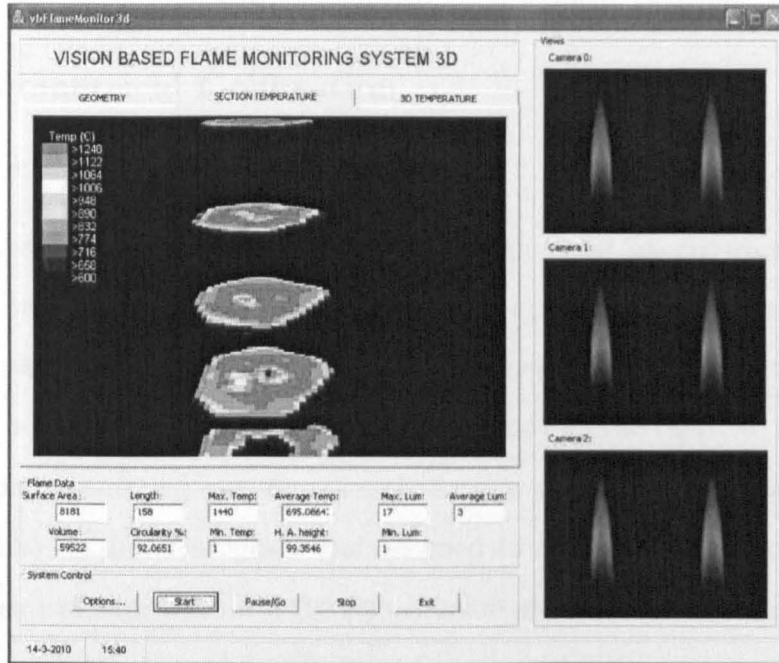 vbFlameMonitor3d
VISION BASED FLAME MONITORING SYSTEM 3D
GEOMETRY
SECTION TEMPERATURE
3D TEMPERATURE
Temp (C)
>1240
>1122
>1064
>1006
>948
>890
>832
>774
>716
>658
>600
Views
Camera 0:
Camera 1:
Camera 2:
Flame Data
Surface Area:
Length:
Max. Temp:
Average Temp:
Max. Lum:
Average Lum:
8181
158
1440
695.0864:
17
3
Volume:
Circularity %:
Min. Temp:
H. A. height:
Min. Lum:
59522
92.0651
1
99.3546
1
System Control
Options...
Start
Pause/Go
Stop
Exit
14-3-2010
15:40